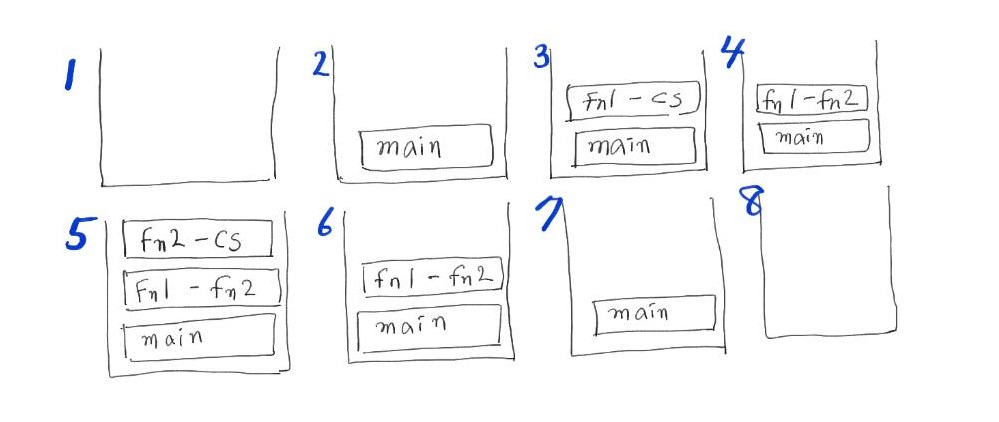 1
2
main
3
Fn1 - CS
main
4
fn1-fn2
main
5
fn2-CS
Fn1 - fn2
main
6
fn1 - fn2
main
7
main
8